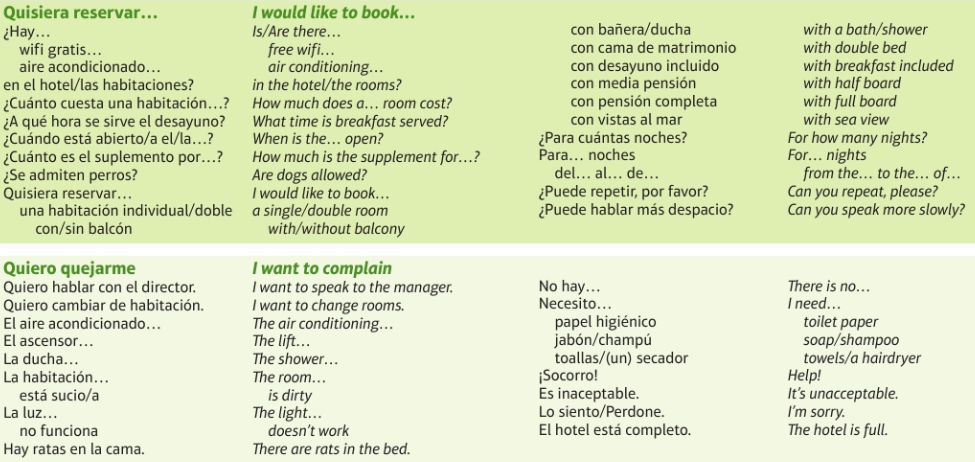 Quisiera reservar… I would like to book…
¿Hay… Is/Are there…
wifi gratis… free wifi…
aire acondicionado… air conditioning…
en el hotel/las habitaciones? in the hotel/the rooms?
¿Cuánto cuesta una habitación…? How much does a… room cost?
¿A qué hora se sirve el desayuno? What time is breakfast served?
¿Cuándo está abierto/a el/la…? When is the… open?
¿Cuánto es el suplemento por…? How much is the supplement for…?
¿Se admiten perros? Are dogs allowed?
Quisiera reservar… I would like to book…
una habitación individual/doble a single/double room
con/sin balcón with/without balcony
con bañera/ducha with a bath/shower
con cama de matrimonio with double bed
con desayuno incluido with breakfast included
con media pensión with half board
con pensión completa with full board
con vistas al mar with sea view
¿Para cuántas noches? For how many nights?
Para… noches For… nights
del… al… de… from the… to the… of…
¿Puede repetir, por favor? Can you repeat, please?
¿Puede hablar más despacio? Can you speak more slowly?
Quiero quejarme I want to complain
Quiero hablar con el director. I want to speak to the manager.
Quiero cambiar de habitación. I want to change rooms.
El aire acondicionado… The air conditioning…
El ascensor… The lift…
La ducha… The shower…
La habitación… The room…
está sucio/a is dirty
La luz… The light…
no funciona doesn't work
Hay ratas en la cama. There are rats in the bed.
No hay… There is no…
Necesito… I need…
papel higiénico toilet paper
jabón/champú soap/shampoo
toallas/(un) secador towels/a hairdryer
¡Socorro! Help!
Es inaceptable. It's unacceptable.
Lo siento/Perdone. I'm sorry.
El hotel está completo. The hotel is full.